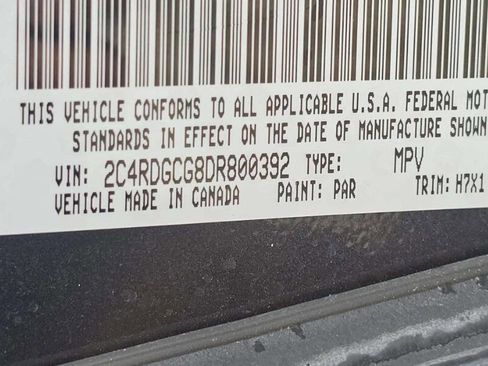 THIS VEHICLE CONFORMS TO ALL APPLICABLE U.S.A. FEDERAL MOT
STANDARDS IN EFFECT ON THE DATE OF MANUFACTURE SHOWN
VIN: 2C4RDGCG8DR800392 TYPE: MPV
VEHICLE MADE IN CANADA PAINT: PAR TRIM: H7X1